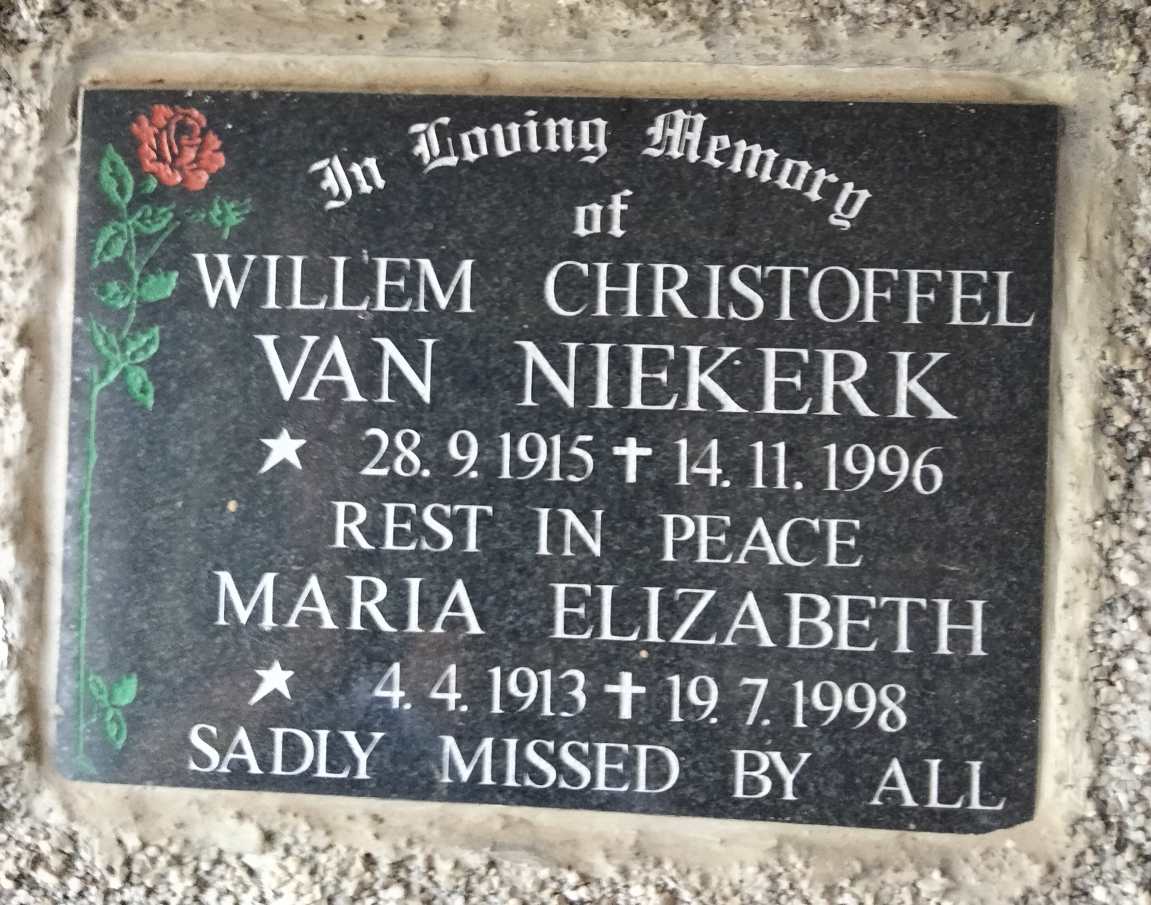 In Loving Memory
of
WILLEM CHRISTOFFEL
VAN NIEKERK
★ 28. 9. 1915 ✝ 14. 11. 1996
REST IN PEACE
MARIA ELIZABETH
★ 4. 4. 1913 ✝ 19. 7. 1998
SADLY MISSED BY ALL